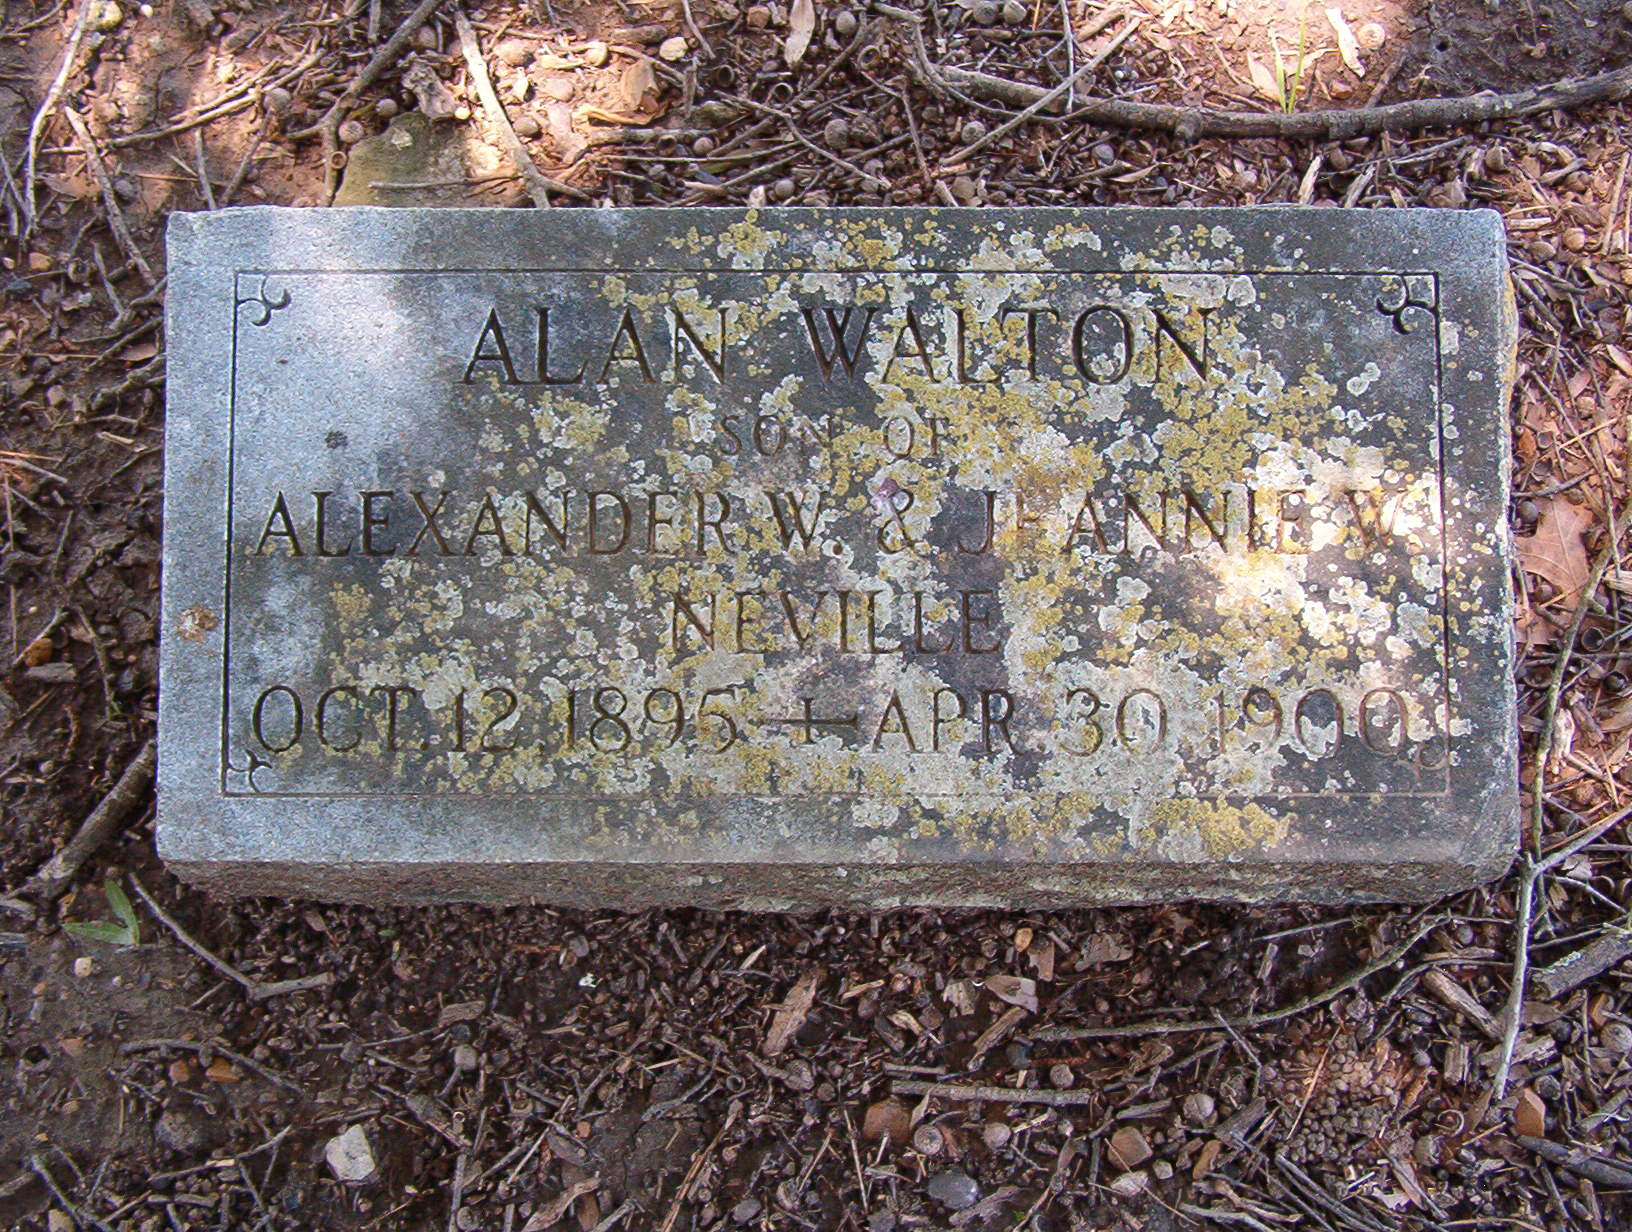 ALAN WALTON
SON OF
ALEXANDER W. & JEANNIE W.
NEVILLE
OCT. 12, 1895 + APR. 30, 1900